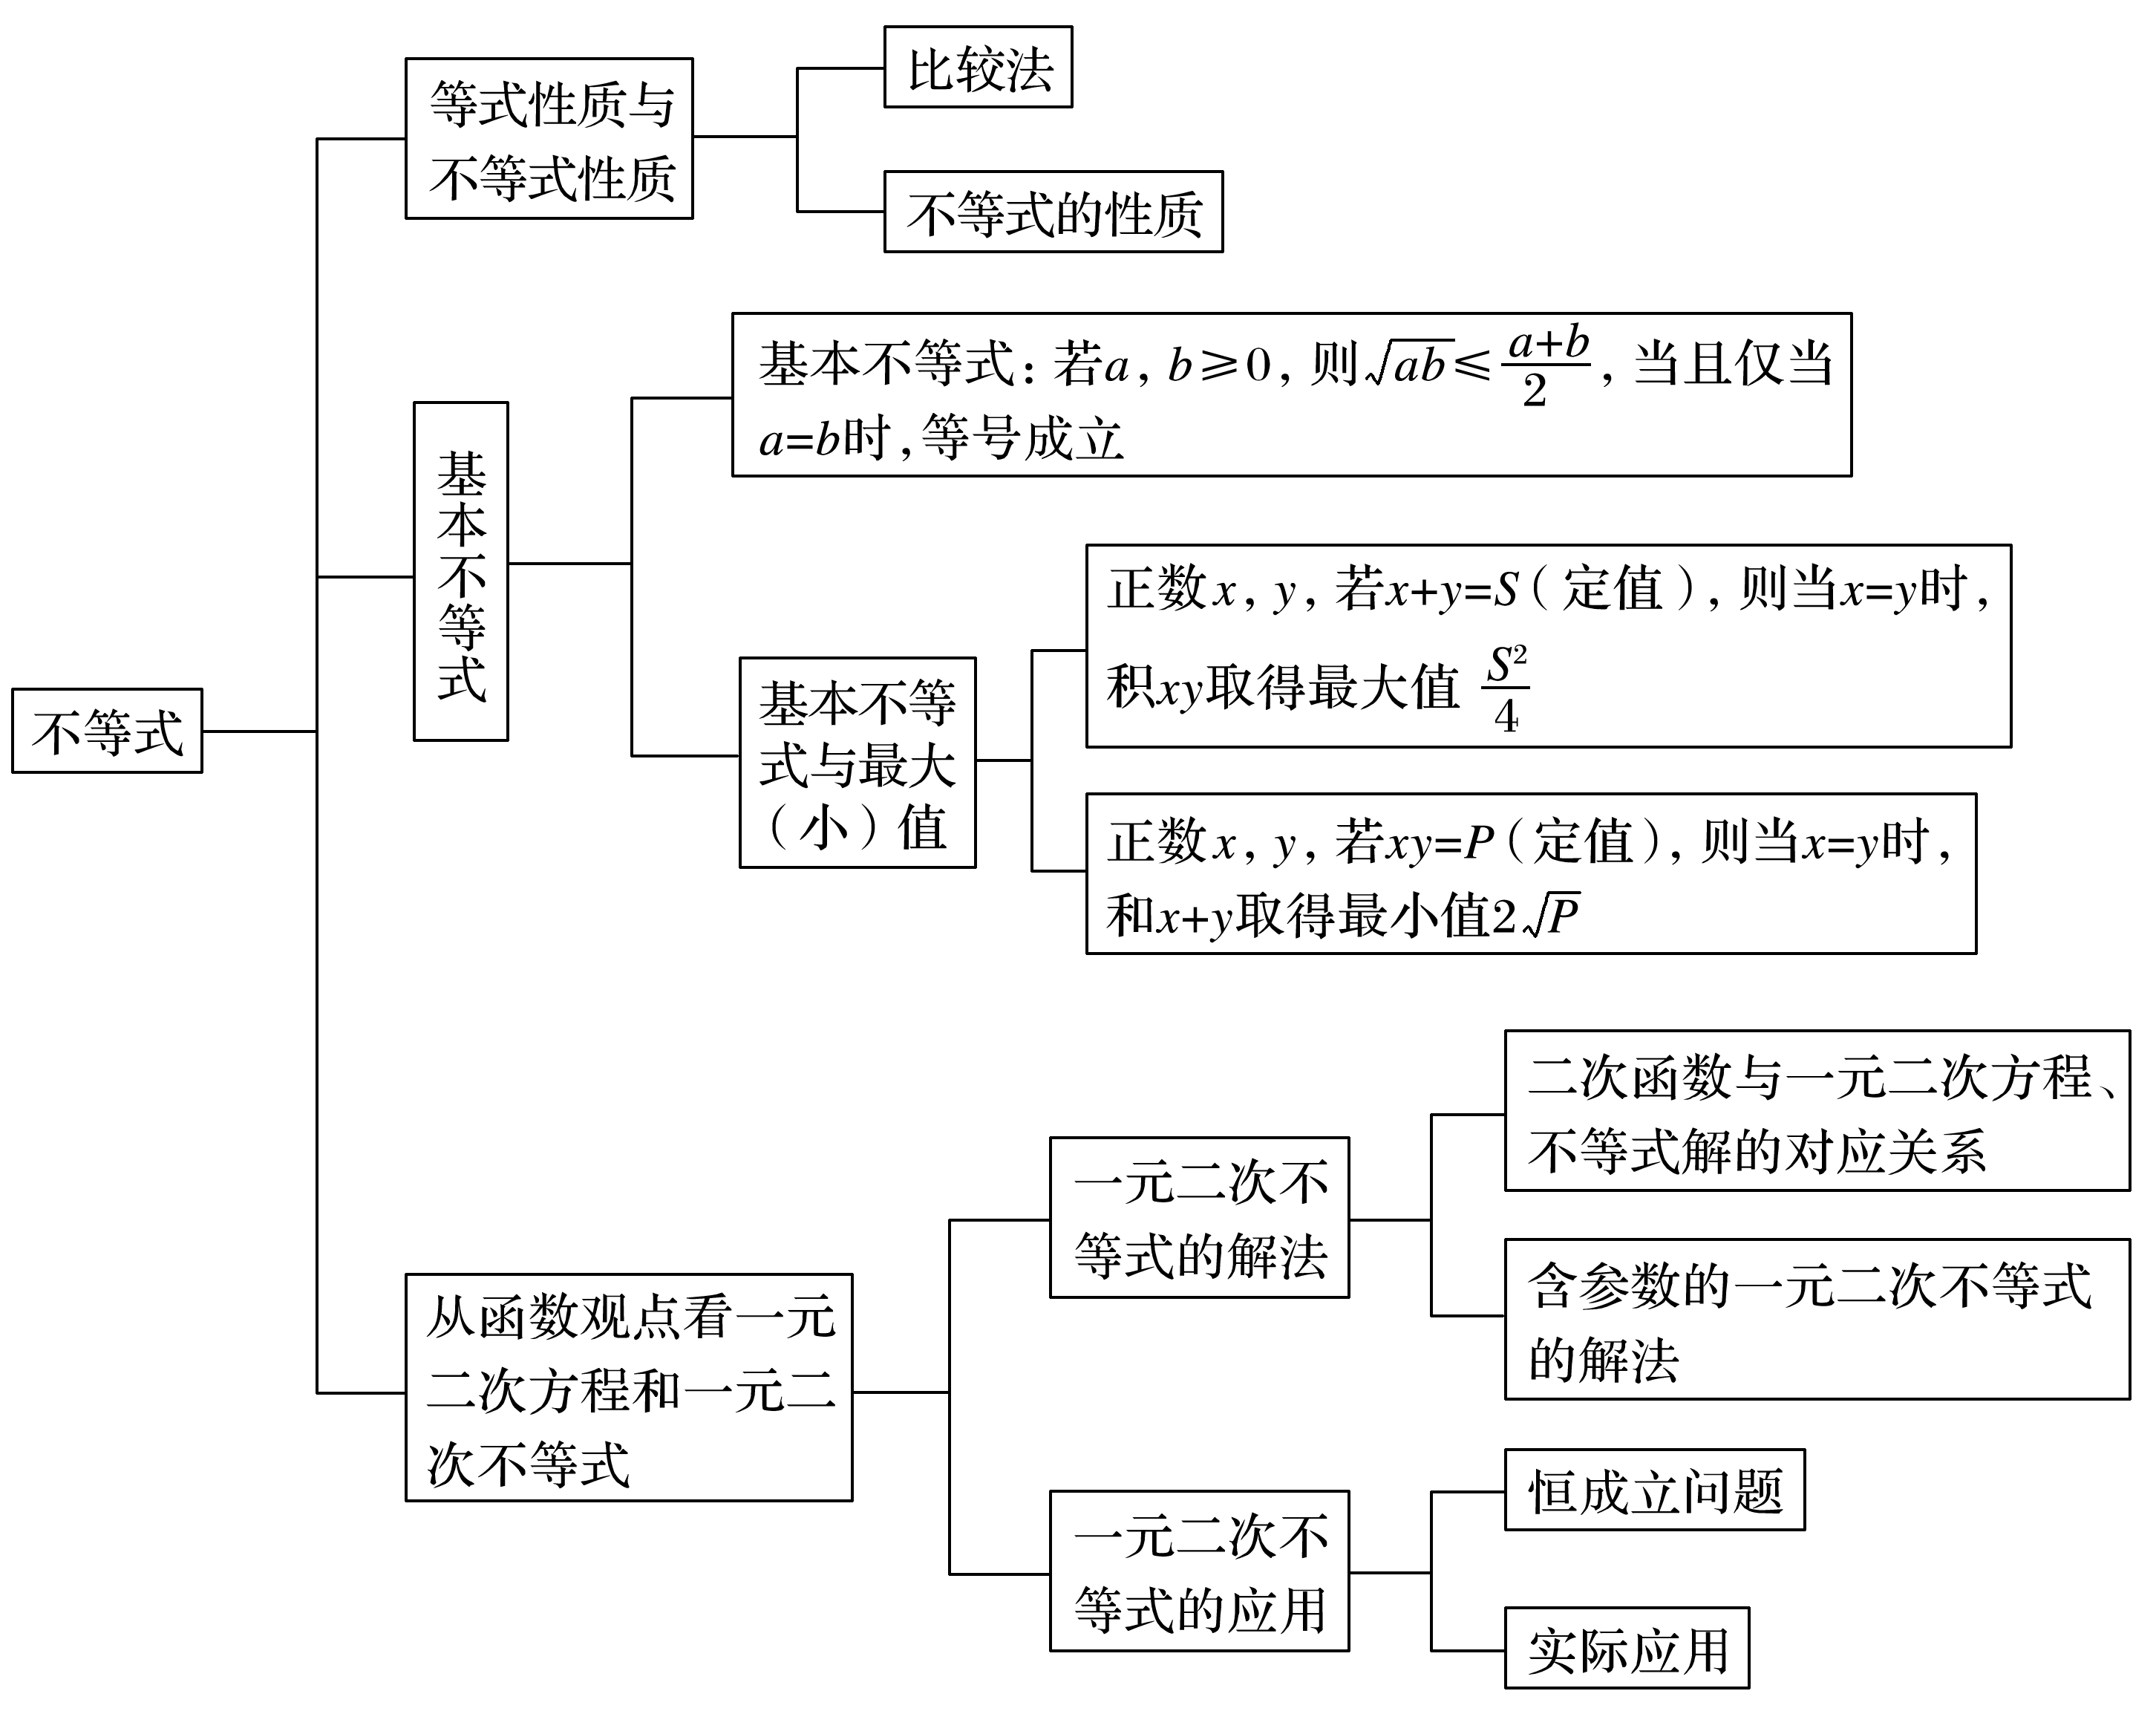 不等式
等式性质与
不等式性质
比较法
不等式的性质
基本不等式
基本不等式：若a，b≥0，则√ab≤(a+b)/2，当且仅当
a=b时，等号成立
基本不等
式与最大
（小）值
正数x，y，若x+y=S（定值），则当x=y时，
积xy取得最大值 S²/4
正数x，y，若xy=P（定值），则当x=y时，
和x+y取得最小值2√P
从函数观点看一元
二次方程和一元二
次不等式
一元二次不
等式的解法
二次函数与一元二次方程、
不等式解的对应关系
含参数的一元二次不等式
的解法
一元二次不
等式的应用
恒成立问题
实际应用